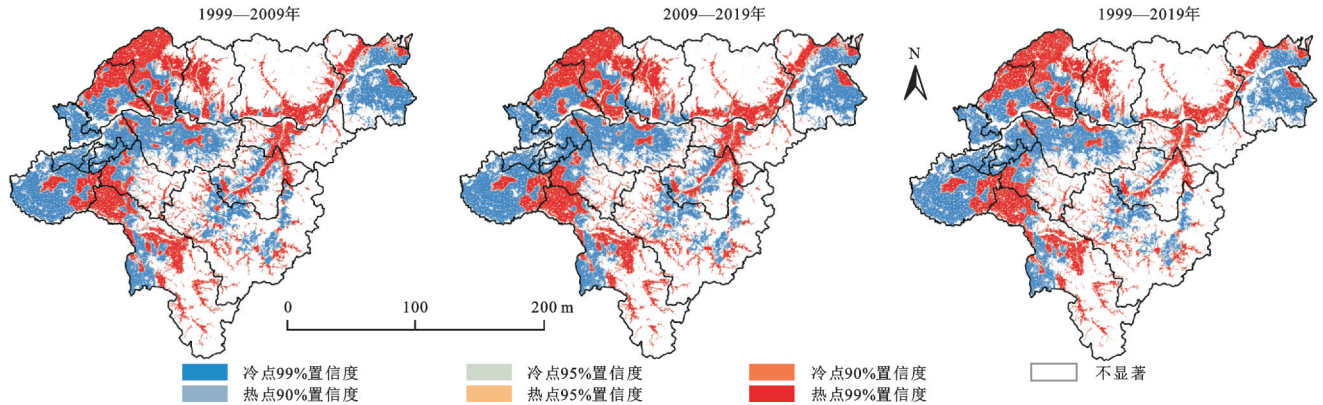 1999—2009年
2009—2019年
1999—2019年
N
0 100 200 m
冷点99%置信度 冷点95%置信度 冷点90%置信度 不显著
热点90%置信度 热点95%置信度 热点99%置信度